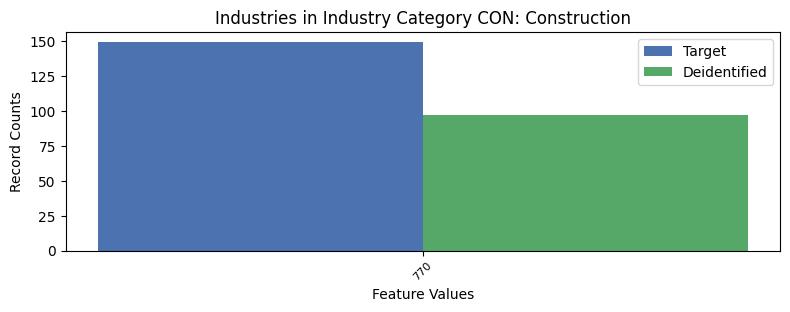 Industries in Industry Category CON: Construction
Record Counts
150
125
100
75
50
25
0
Target
Deidentified
770
Feature Values